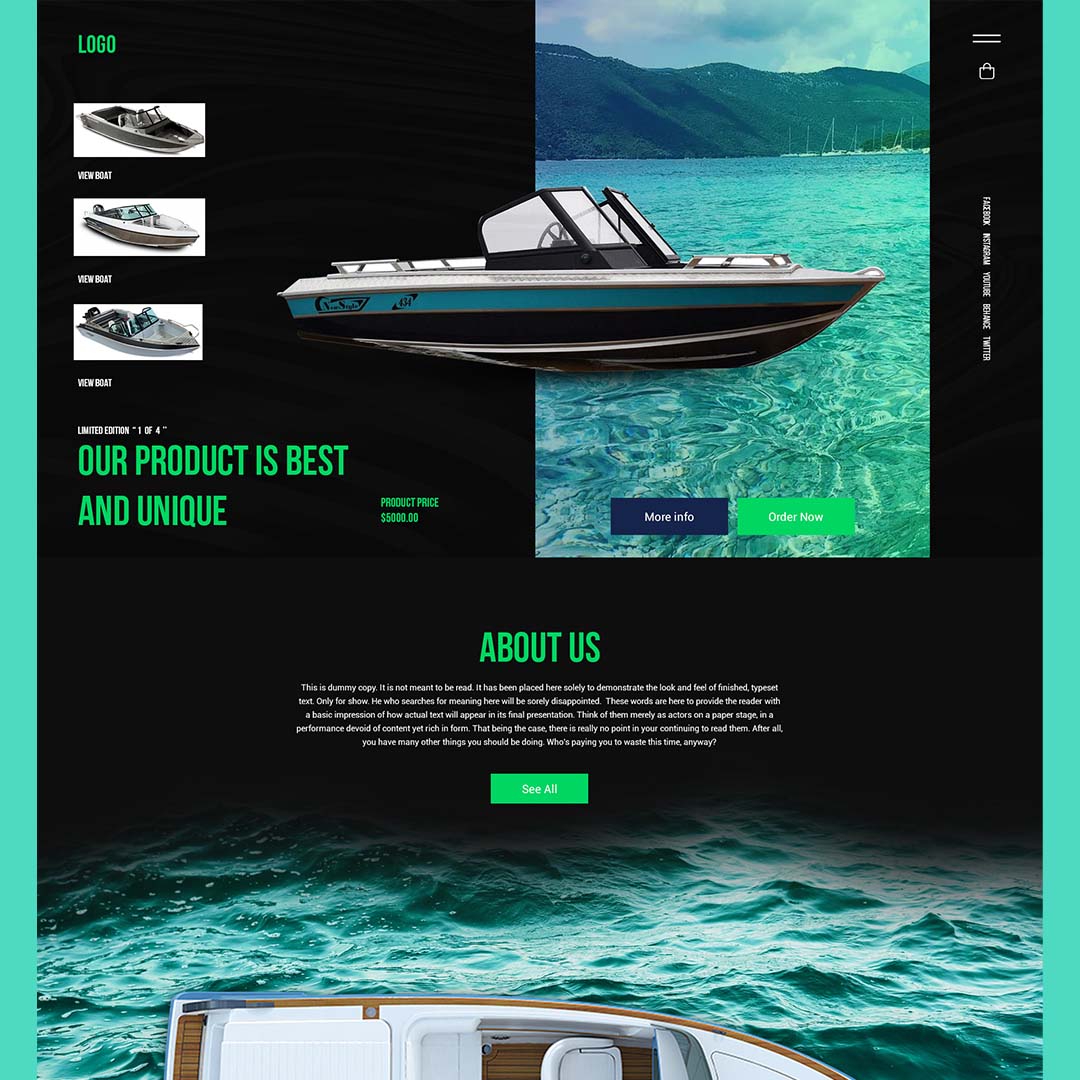 LOGO
VIEW BOAT
VIEW BOAT
VIEW BOAT
LIMITED EDITION “ 1 OF 4 ”
OUR PRODUCT IS BEST
AND UNIQUE
PRODUCT PRICE
$5000.00
NewStyle 434
More info
Order Now
FACEBOOK INSTAGRAM YOUTUBE BEHANCE TWITTER
ABOUT US
This is dummy copy. It is not meant to be read. It has been placed here solely to demonstrate the look and feel of finished, typeset
text. Only for show. He who searches for meaning here will be sorely disappointed. These words are here to provide the reader with
a basic impression of how actual text will appear in its final presentation. Think of them merely as actors on a paper stage, in a
performance devoid of content yet rich in form. That being the case, there is really no point in your continuing to read them. After all,
you have many other things you should be doing. Who's paying you to waste this time, anyway?
See All